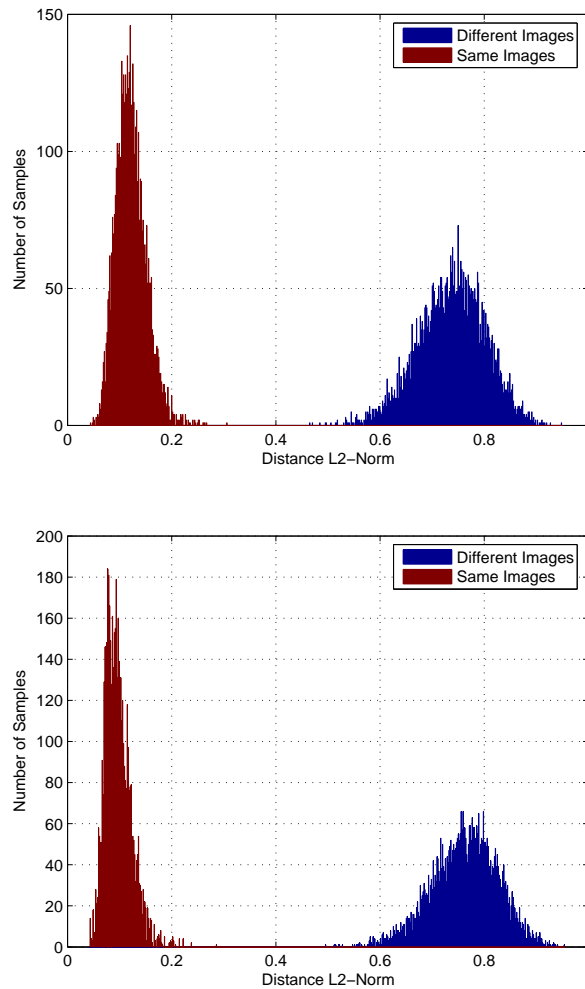 150
100
50
0
Number of Samples
Different Images
Same Images
0 0.2 0.4 0.6 0.8
Distance L2−Norm
200
180
160
140
120
100
80
60
40
20
0
Number of Samples
Different Images
Same Images
0 0.2 0.4 0.6 0.8
Distance L2−Norm